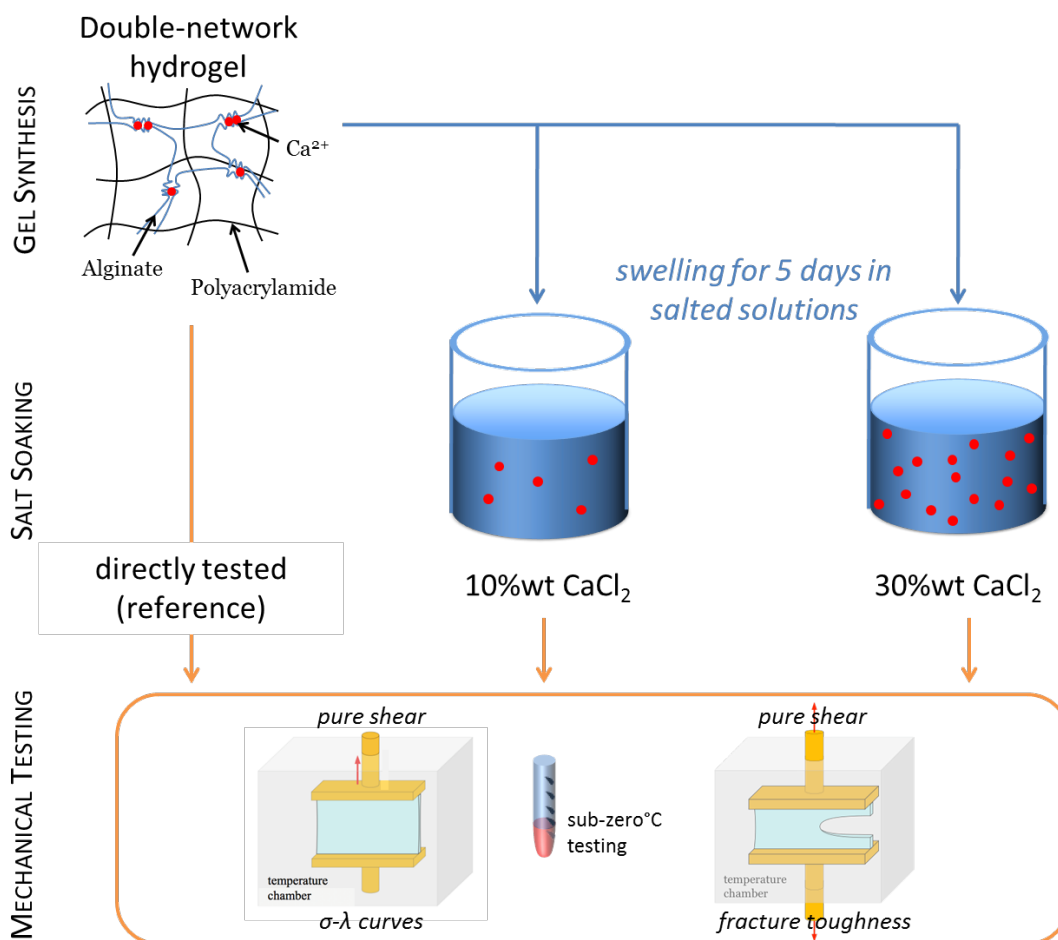 Double-network
hydrogel
GEL SYNTHESIS
Ca²⁺
Alginate
Polyacrylamide
swelling for 5 days in
salted solutions
SALT SOAKING
directly tested
(reference)
10%wt CaCl₂
30%wt CaCl₂
MECHANICAL TESTING
pure shear
temperature
chamber
σ-λ curves
sub-zero°C
testing
pure shear
temperature
chamber
fracture toughness